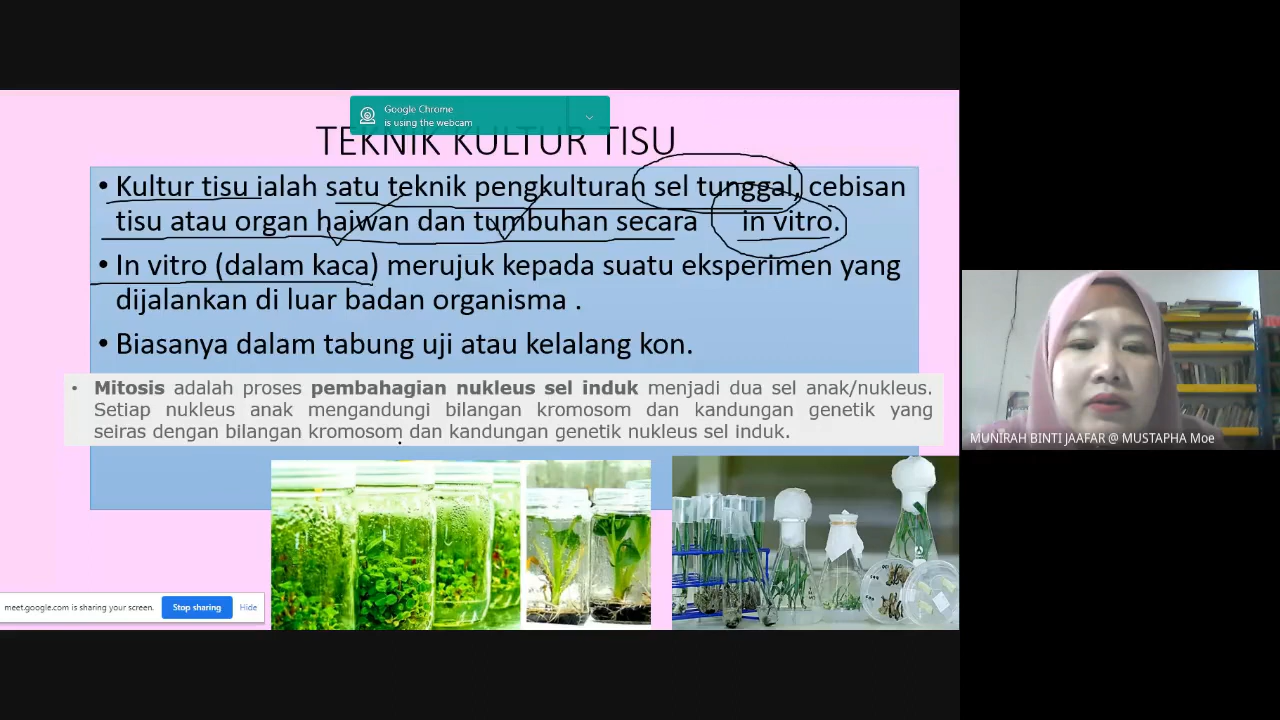 Google Chrome
is using the webcam
TEKNIK KULTUR TISU
• Kultur tisu ialah satu teknik pengkulturan sel tunggal, cebisan
tisu atau organ haiwan dan tumbuhan secara in vitro.
• In vitro (dalam kaca) merujuk kepada suatu eksperimen yang
dijalankan di luar badan organisma .
• Biasanya dalam tabung uji atau kelalang kon.
• Mitosis adalah proses pembahagian nukleus sel induk menjadi dua sel anak/nukleus.
Setiap nukleus anak mengandungi bilangan kromosom dan kandungan genetik yang
seiras dengan bilangan kromosom dan kandungan genetik nukleus sel induk.
meet.google.com is sharing your screen. Stop sharing Hide
MUNIRAH BINTI JAAFAR @ MUSTAPHA Moe